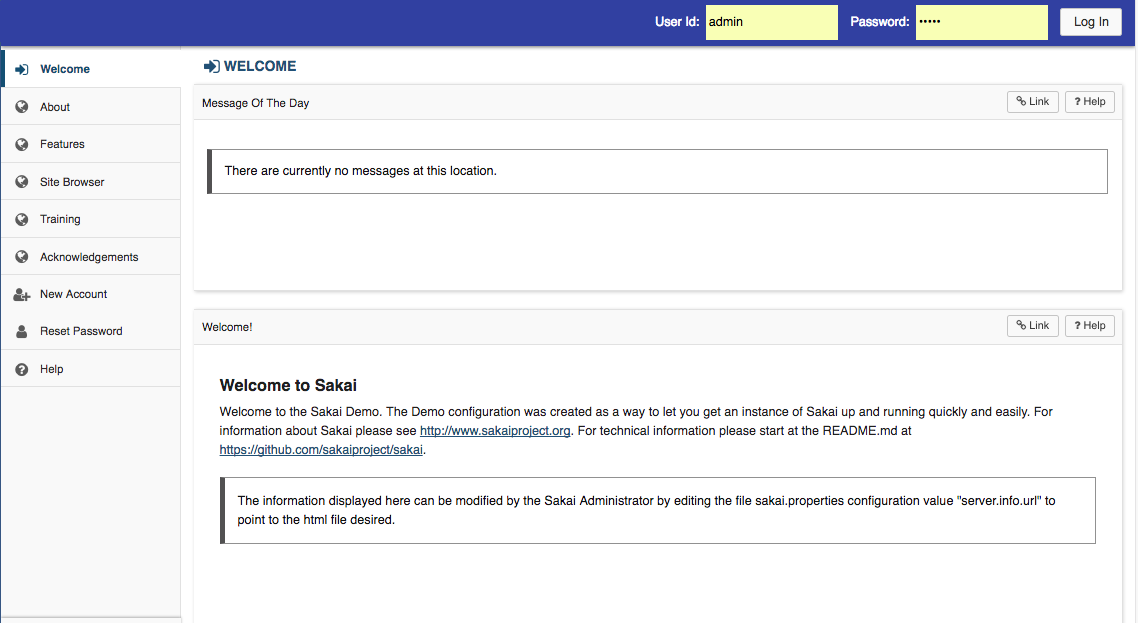 User Id: admin Password: ••••• Log In
Welcome
About
Features
Site Browser
Training
Acknowledgements
New Account
Reset Password
Help
WELCOME
Message Of The Day
Link
? Help
There are currently no messages at this location.
Welcome!
Link
? Help
Welcome to Sakai
Welcome to the Sakai Demo. The Demo configuration was created as a way to let you get an instance of Sakai up and running quickly and easily. For
information about Sakai please see http://www.sakaiproject.org. For technical information please start at the README.md at
https://github.com/sakaiproject/sakai.
The information displayed here can be modified by the Sakai Administrator by editing the file sakai.properties configuration value "server.info.url" to
point to the html file desired.